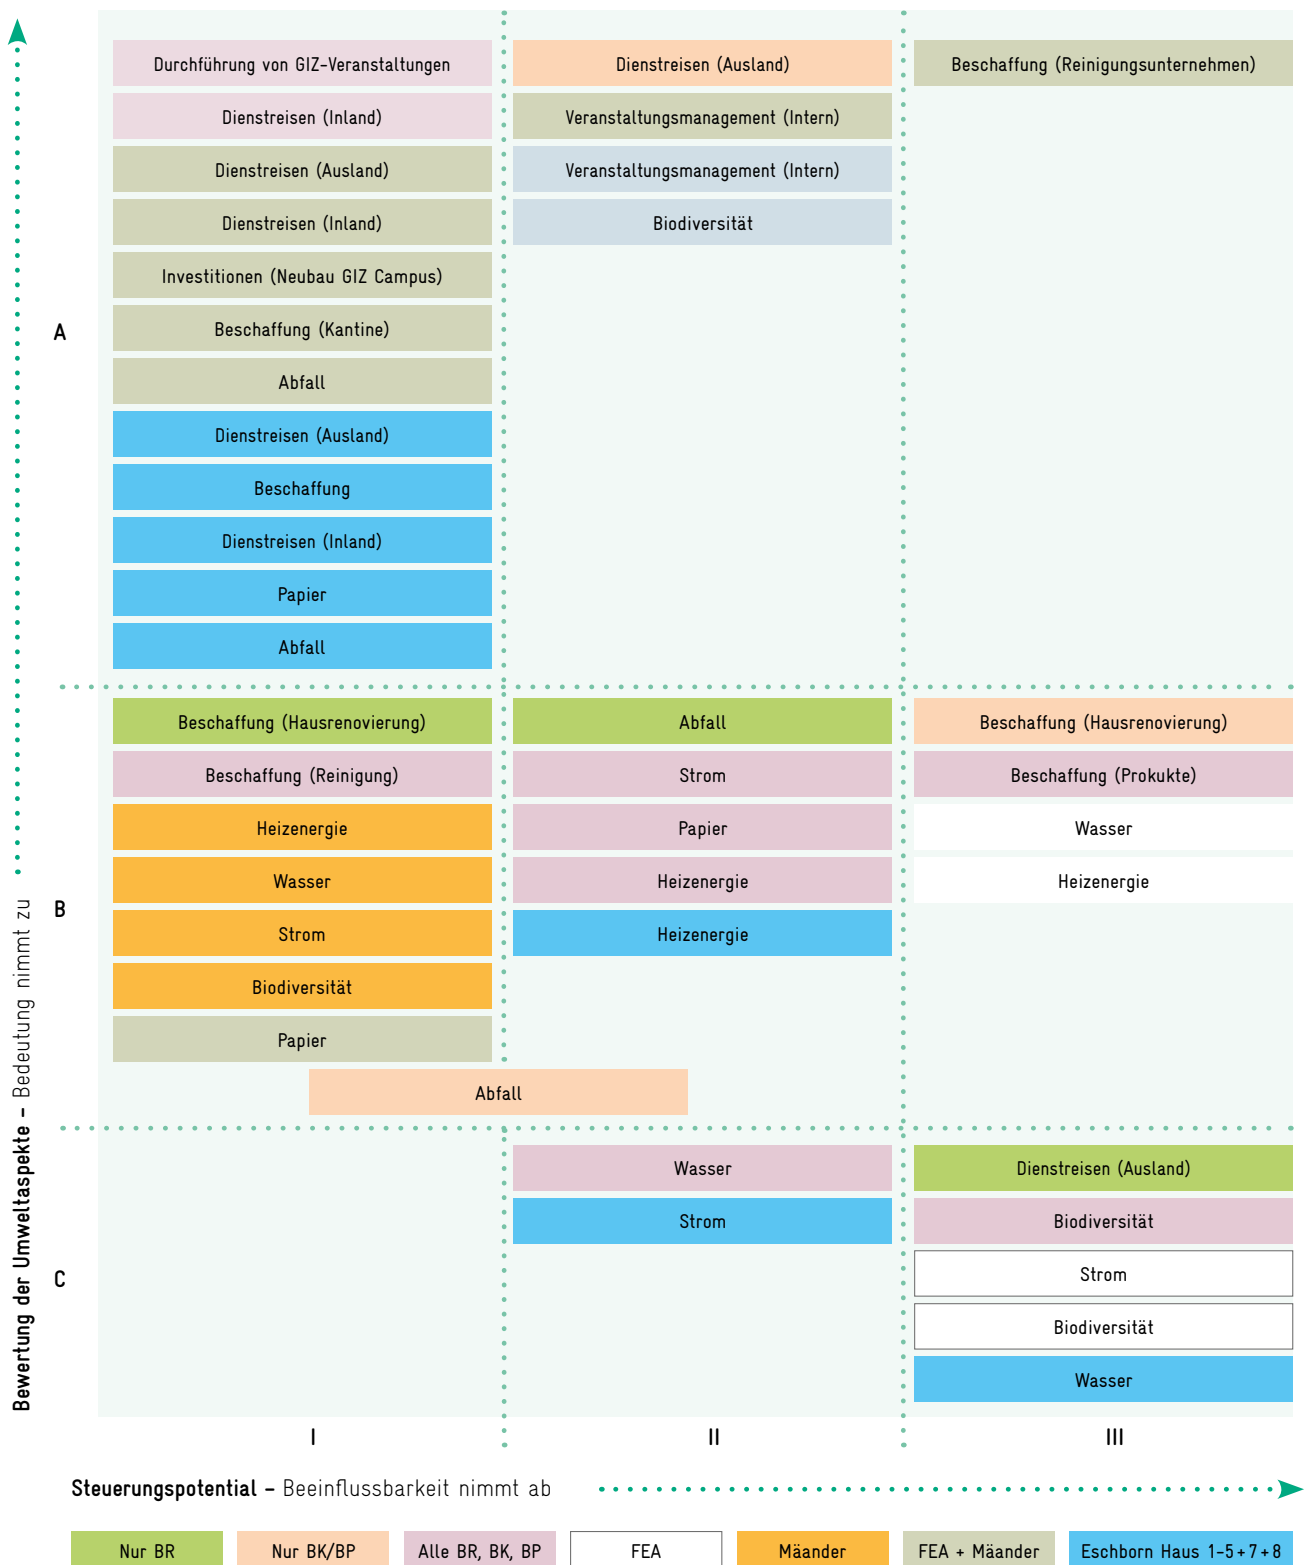 Durchführung von GIZ-Veranstaltungen
Dienstreisen (Ausland)
Beschaffung (Reinigungsunternehmen)
Dienstreisen (Inland)
Veranstaltungsmanagement (Intern)
Dienstreisen (Ausland)
Veranstaltungsmanagement (Intern)
Dienstreisen (Inland)
Biodiversität
Investitionen (Neubau GIZ Campus)
A
Beschaffung (Kantine)
Abfall
Dienstreisen (Ausland)
Beschaffung
Dienstreisen (Inland)
Papier
Abfall
Beschaffung (Hausrenovierung)
Abfall
Beschaffung (Hausrenovierung)
Beschaffung (Reinigung)
Strom
Beschaffung (Prokukte)
Heizenergie
Papier
Wasser
Wasser
Heizenergie
Heizenergie
B
Strom
Heizenergie
Biodiversität
Papier
Abfall
Wasser
Dienstreisen (Ausland)
Strom
Biodiversität
C
Strom
Biodiversität
Wasser
Bewertung der Umweltaspekte – Bedeutung nimmt zu
I
II
III
Steuerungspotential – Beeinflussbarkeit nimmt ab
Nur BR
Nur BK/BP
Alle BR, BK, BP
FEA
Mäander
FEA + Mäander
Eschborn Haus 1-5+7+8